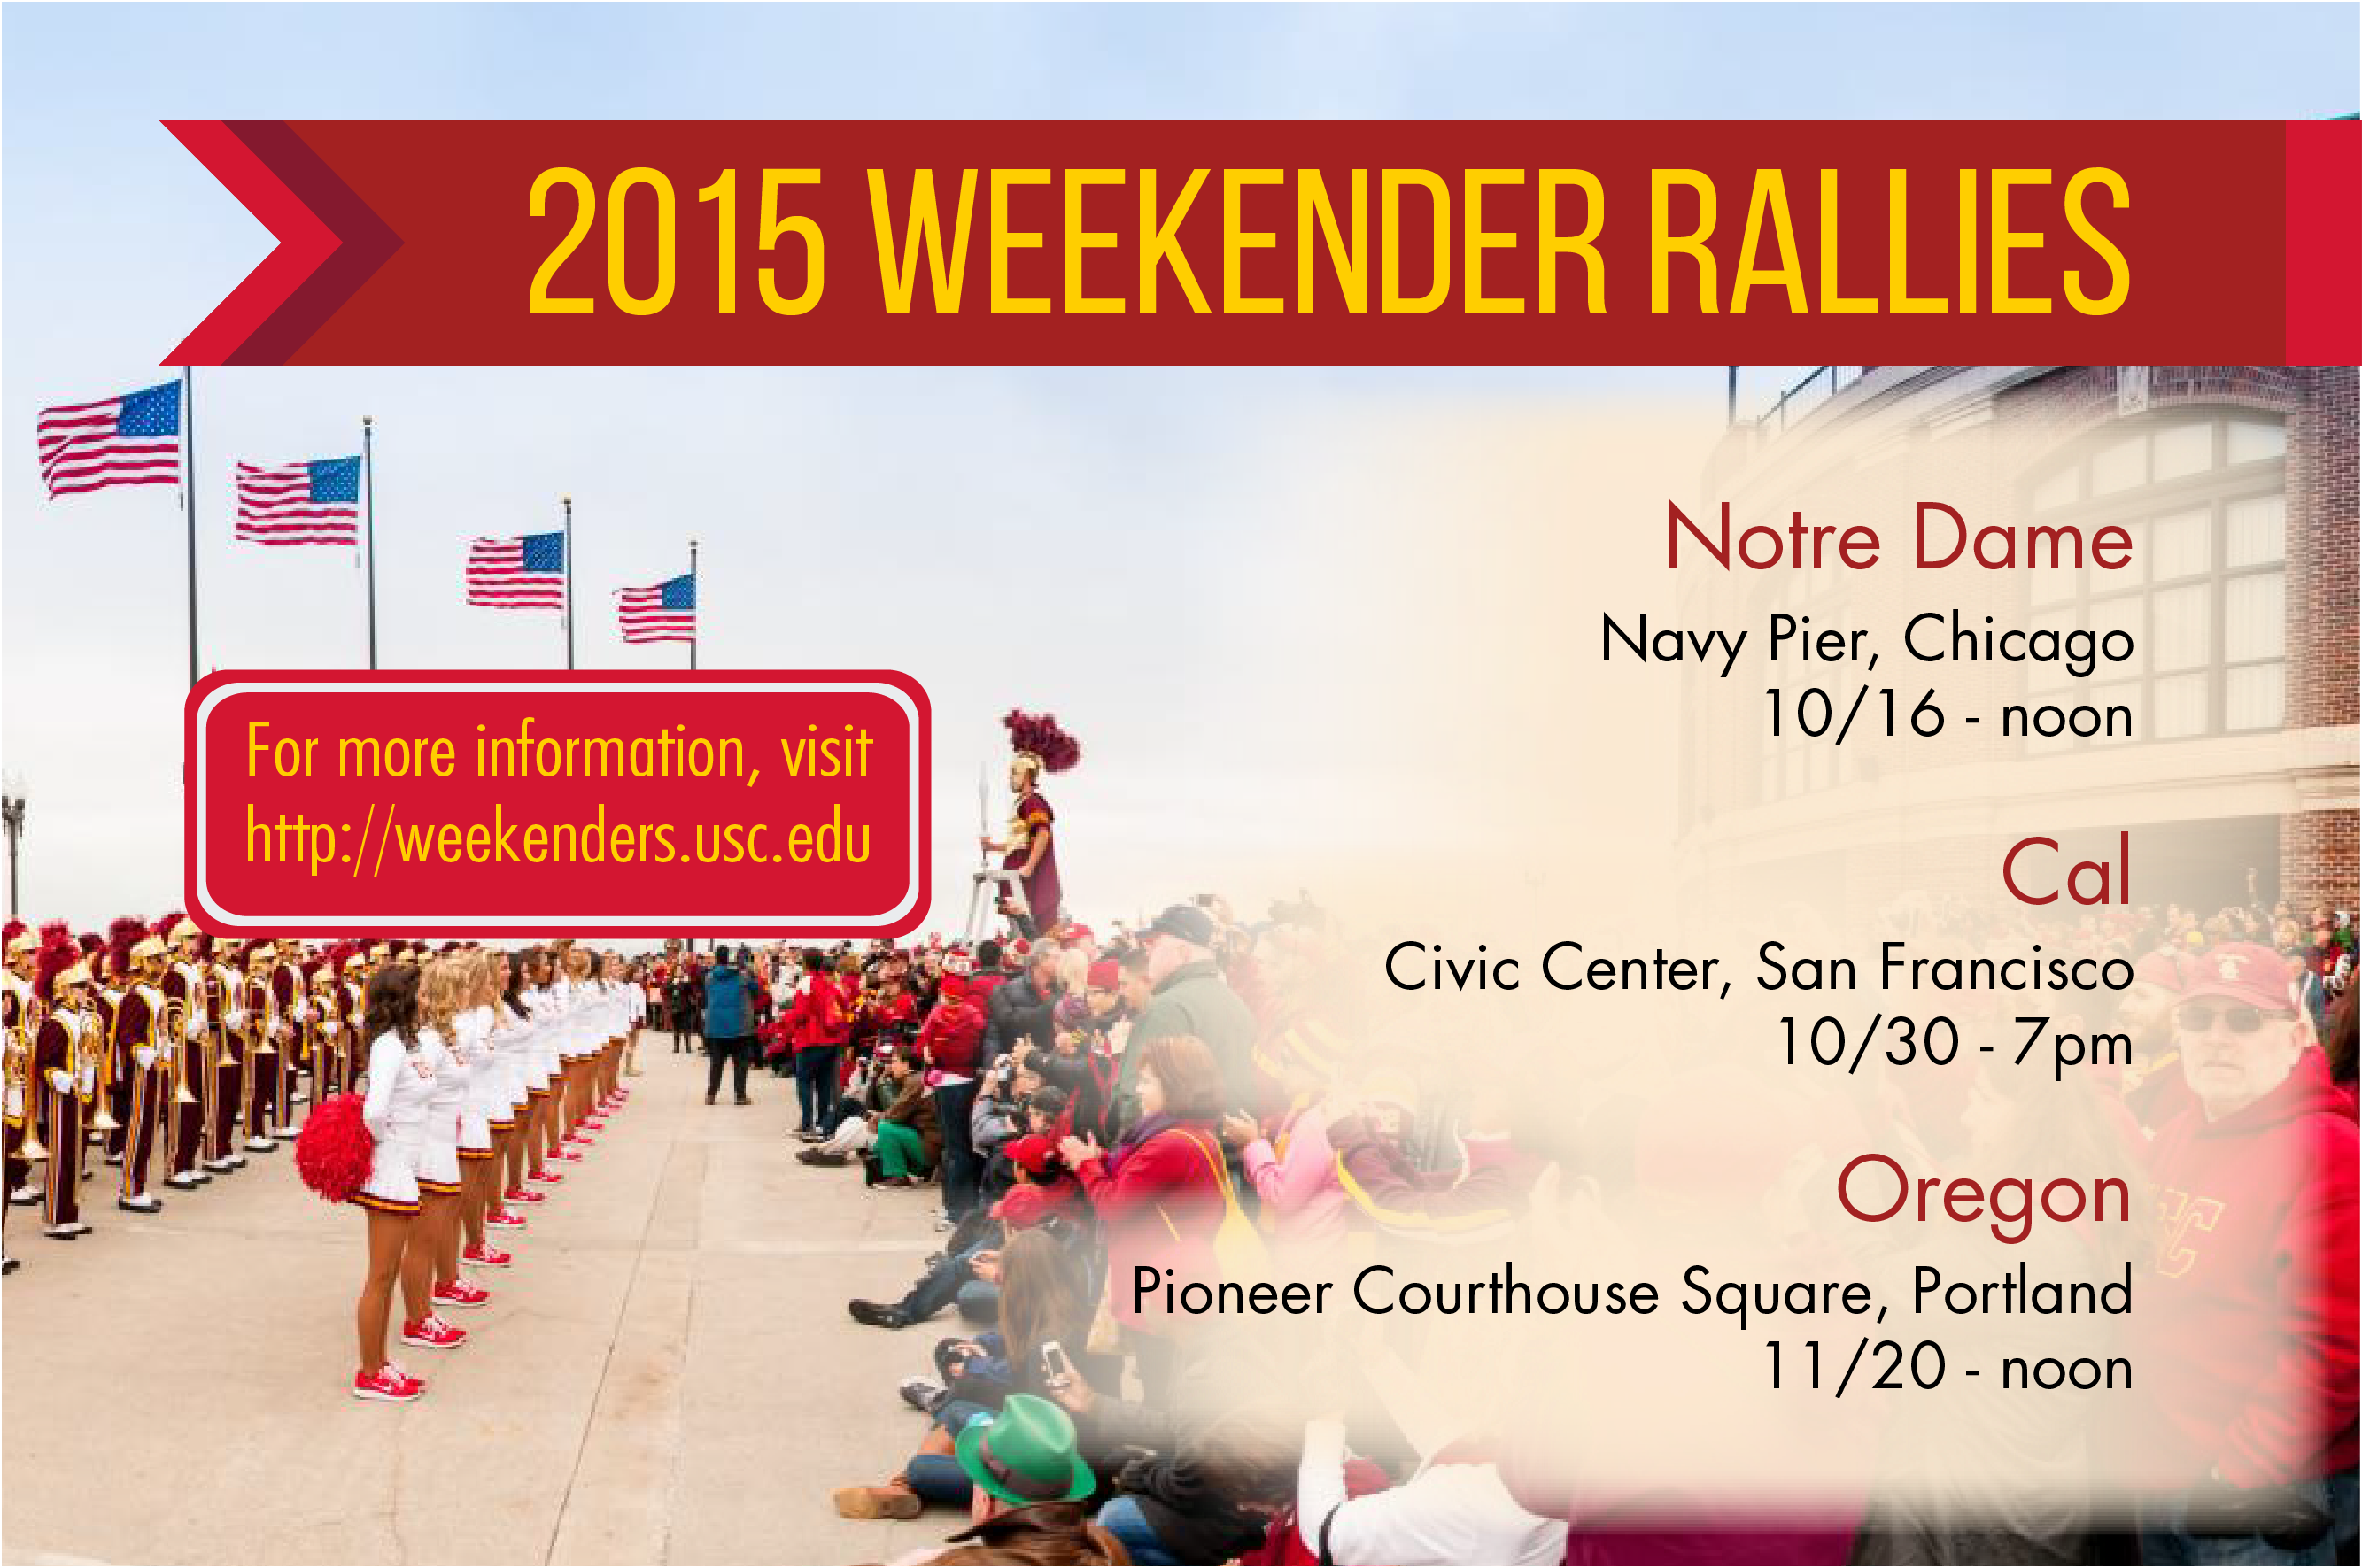 2015 WEEKENDER RALLIES
Notre Dame
Navy Pier, Chicago
10/16 - noon
For more information, visit
http://weekenders.usc.edu
Cal
Civic Center, San Francisco
10/30 - 7pm
Oregon
Pioneer Courthouse Square, Portland
11/20 - noon